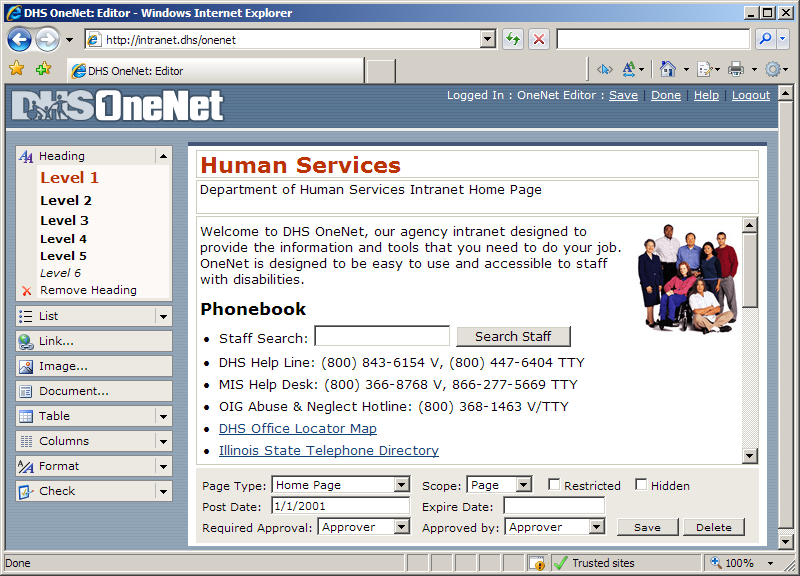 DHS OneNet: Editor - Windows Internet Explorer
http://intranet.dhs/onenet
DHS OneNet: Editor
DHS OneNet
Logged In : OneNet Editor : Save | Done | Help | Logout
Heading
Level 1
Level 2
Level 3
Level 4
Level 5
Level 6
Remove Heading
List
Link...
Image...
Document...
Table
Columns
Format
Check
Human Services
Department of Human Services Intranet Home Page
Welcome to DHS OneNet, our agency intranet designed to
provide the information and tools that you need to do your job.
OneNet is designed to be easy to use and accessible to staff
with disabilities.
Phonebook
• Staff Search: Search Staff
• DHS Help Line: (800) 843-6154 V, (800) 447-6404 TTY
• MIS Help Desk: (800) 366-8768 V, 866-277-5669 TTY
• OIG Abuse & Neglect Hotline: (800) 368-1463 V/TTY
• DHS Office Locator Map
• Illinois State Telephone Directory
Page Type: Home Page Scope: Page Restricted Hidden
Post Date: 1/1/2001 Expire Date:
Required Approval: Approver Approved by: Approver Save Delete
Done Trusted sites 100%